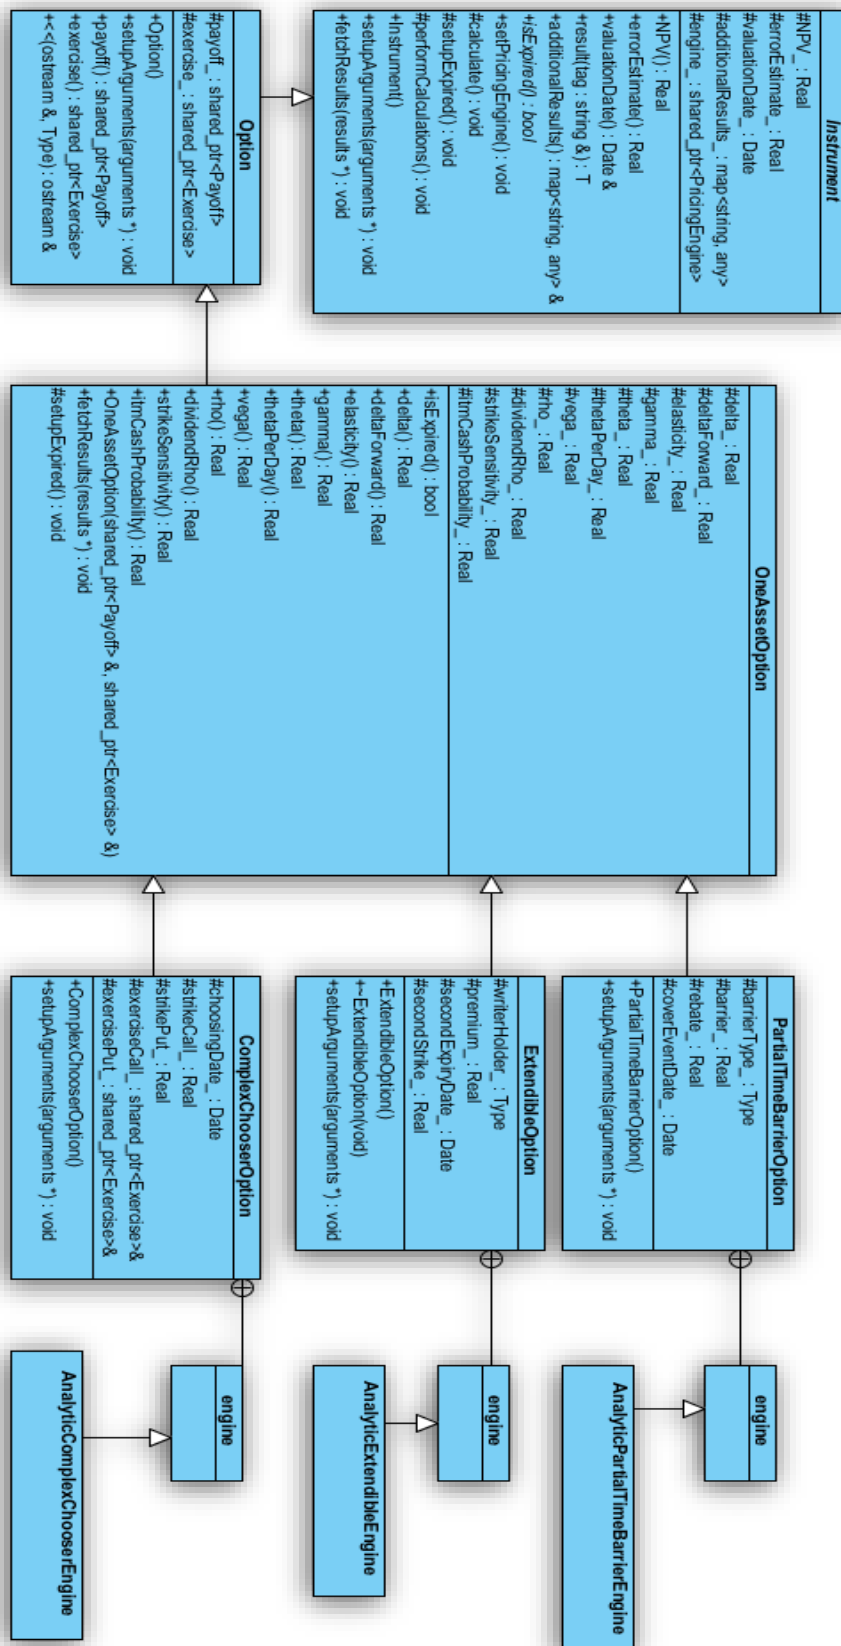 Instrument
#NPV_ : Real
#errorEstimate_ : Real
#valuationDate_ : Date
#additionalResults_ : map<string, any>
#engine_ : shared_ptr<PricingEngine>
+NPV() : Real
+errorEstimate() : Real
+valuationDate() : Date &
+result(tag : string &) : T
+additionalResults() : map<string, any> &
+isExpired() : bool
+setPricingEngine() : void
#calculate() : void
#setupExpired() : void
#performCalculations() : void
+Instrument()
+setupArguments(arguments *) : void
+fetchResults(results *) : void
Option
#payoff_ : shared_ptr<Payoff>
#exercise_ : shared_ptr<Exercise>
+Option()
+setupArguments(arguments *) : void
+payoff() : shared_ptr<Payoff>
+exercise() : shared_ptr<Exercise>
+<<(ostream &, Type) : ostream &
OneAssetOption
#delta_ : Real
#deltaForward_ : Real
#elasticity_ : Real
#gamma_ : Real
#theta_ : Real
#thetaPerDay_ : Real
#vega_ : Real
#rho_ : Real
#dividendRho_ : Real
#strikeSensitivity_ : Real
#itmCashProbability_ : Real
+isExpired() : bool
+delta() : Real
+deltaForward() : Real
+elasticity() : Real
+gamma() : Real
+theta() : Real
+thetaPerDay() : Real
+vega() : Real
+rho() : Real
+dividendRho() : Real
+strikeSensitivity() : Real
+itmCashProbability() : Real
+OneAssetOption(shared_ptr<Payoff> &, shared_ptr<Exercise> &)
+fetchResults(results *) : void
#setupExpired() : void
PartialTimeBarrierOption
#barrierType_ : Type
#barrier_ : Real
#rebate_ : Real
#coverEventDate_ : Date
+PartialTimeBarrierOption()
+setupArguments(arguments *) : void
ExtendibleOption
#writerHolder_ : Type
#premium_ : Real
#secondExpiryDate_ : Date
#secondStrike_ : Real
+ExtendibleOption()
+~ExtendibleOption(void)
+setupArguments(arguments *) : void
ComplexChooserOption
#choosingDate_ : Date
#strikeCall_ : Real
#strikePut_ : Real
#exerciseCall_ : shared_ptr<Exercise>&
#exercisePut_ : shared_ptr<Exercise>&
+ComplexChooserOption()
+setupArguments(arguments *) : void
engine
AnalyticPartialTimeBarrierEngine
engine
AnalyticExtendibleEngine
engine
AnalyticComplexChooserEngine